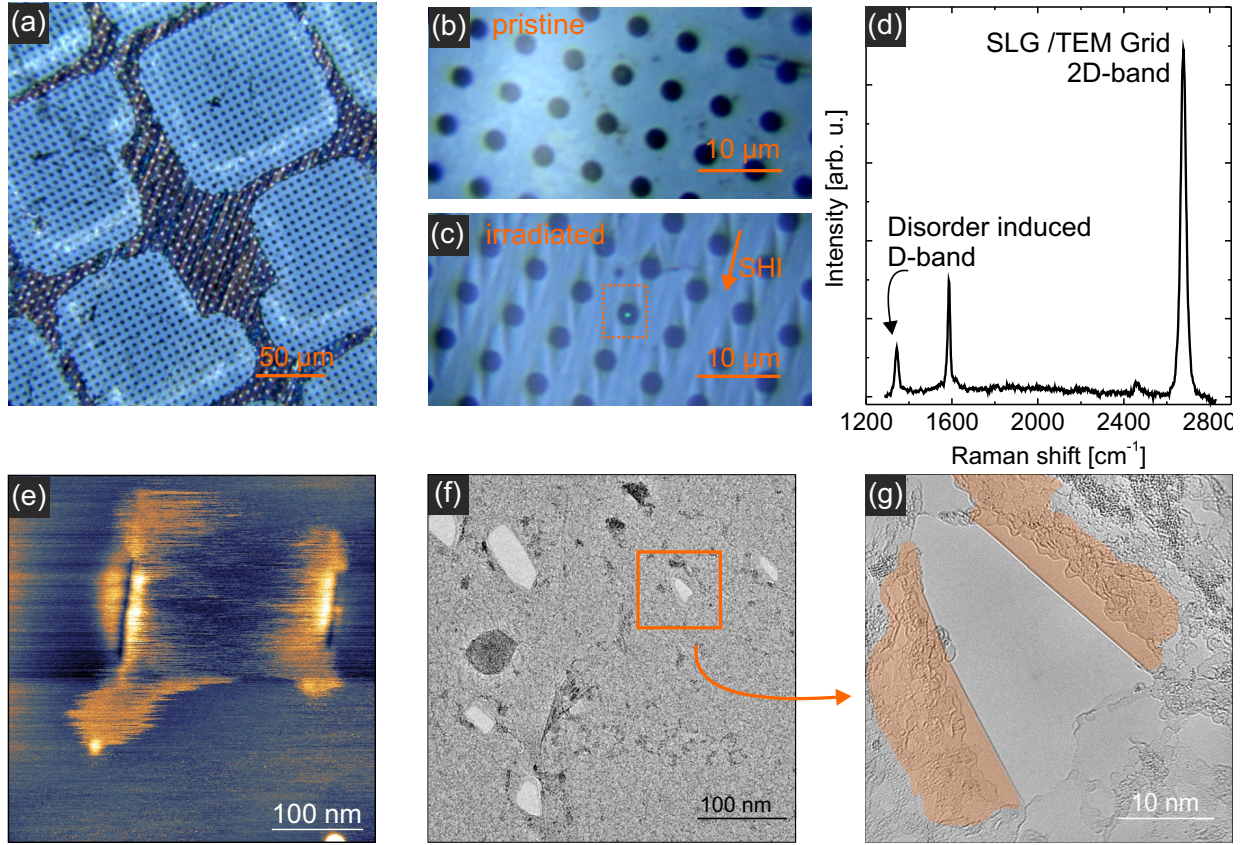 (a)
50 µm
(b)
pristine
10 µm
(c)
irradiated
SHI
10 µm
(d)
SLG /TEM Grid
2D-band
Disorder induced
D-band
Intensity [arb. u.]
1200 1600 2000 2400 2800
Raman shift [cm⁻¹]
(e)
100 nm
(f)
100 nm
(g)
10 nm